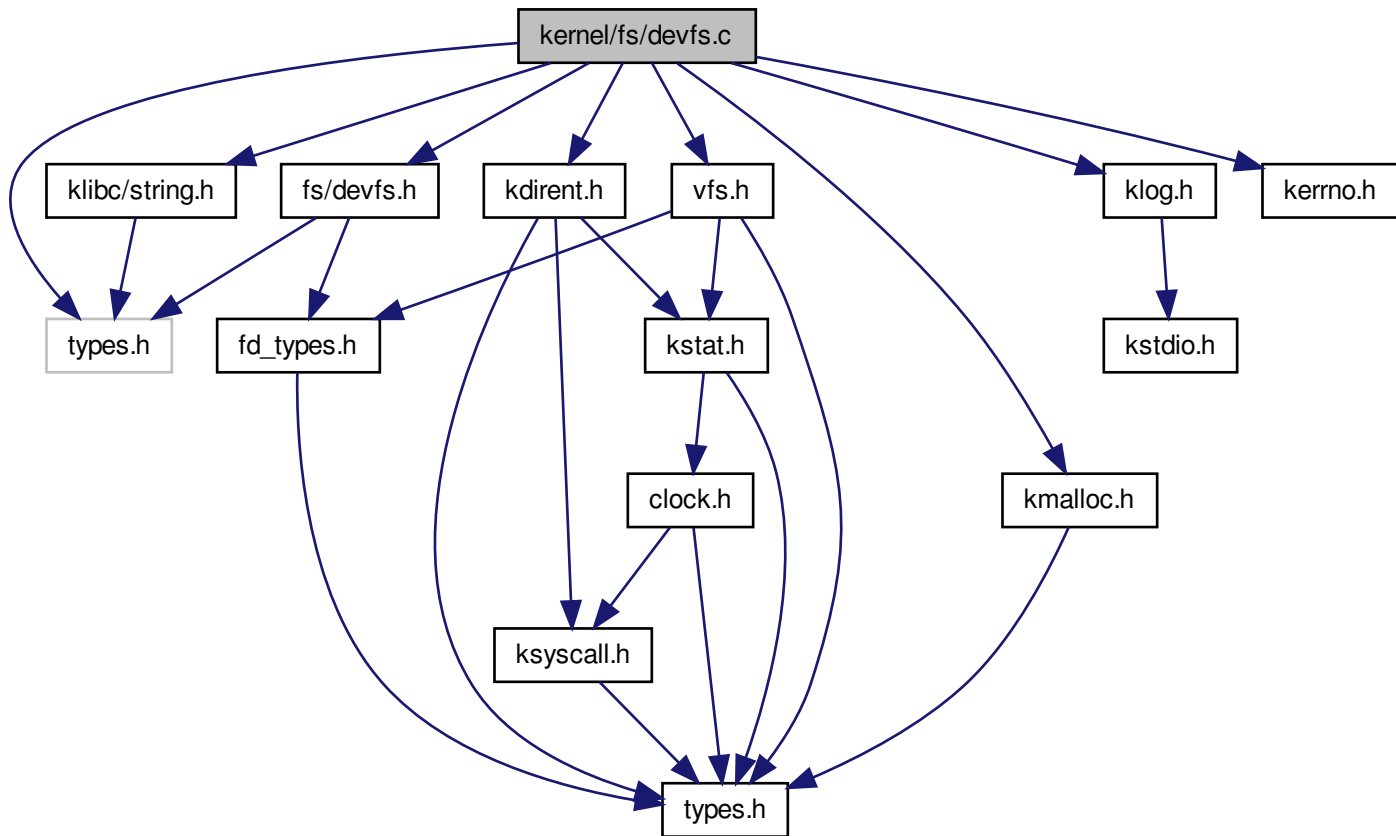 kernel/fs/devfs.c
klibc/string.h
fs/devfs.h
kdirent.h
vfs.h
klog.h
kerrno.h
types.h
fd_types.h
kstat.h
kstdio.h
clock.h
kmalloc.h
ksyscall.h
types.h